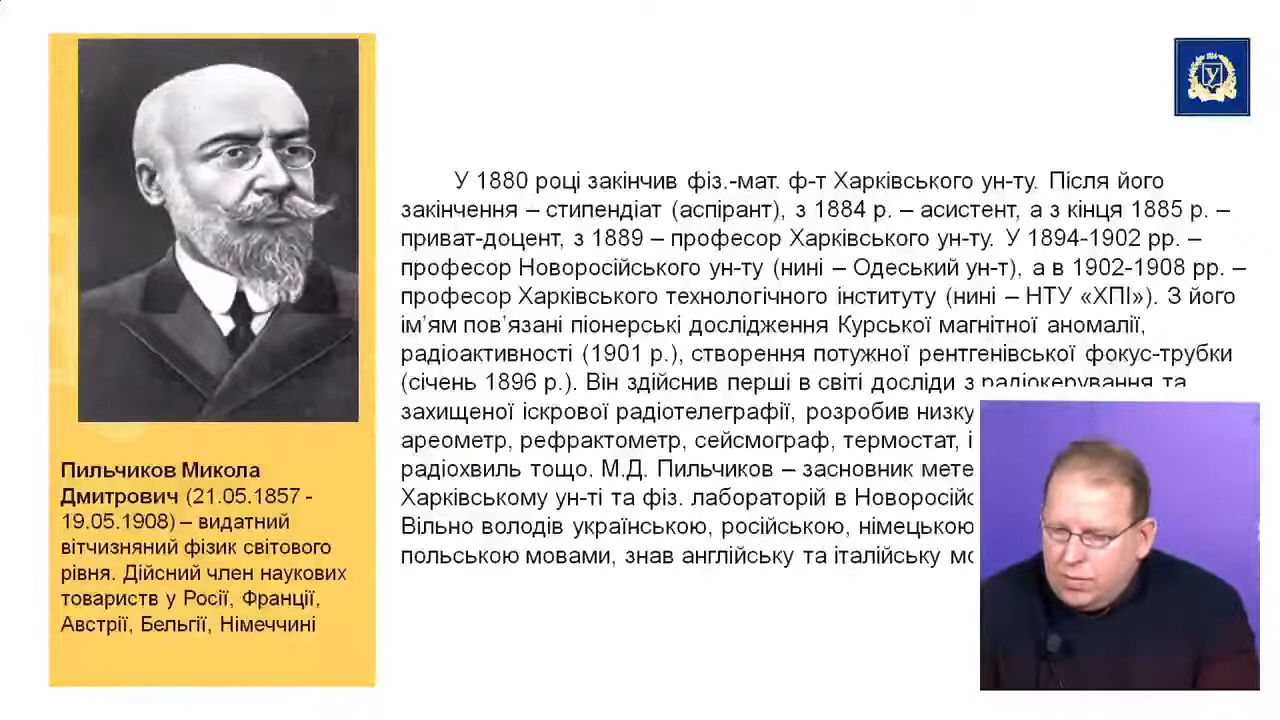 У 1880 році закінчив фіз.-мат. ф-т Харківського ун-ту. Після його
закінчення – стипендіат (аспірант), з 1884 р. – асистент, а з кінця 1885 р. –
приват-доцент, з 1889 – професор Харківського ун-ту. У 1894-1902 рр. –
професор Новоросійського ун-ту (нині – Одеський ун-т), а в 1902-1908 рр. –
професор Харківського технологічного інституту (нині – НТУ «ХПІ»). З його
ім’ям пов’язані піонерські дослідження Курської магнітної аномалії,
радіоактивності (1901 р.), створення потужної рентгенівської фокус-трубки
(січень 1896 р.). Він здійснив перші в світі досліди з радіокерування та
захищеної іскрової радіотелеграфії, розробив низку
ареометр, рефрактометр, сейсмограф, термостат,
радіохвиль тощо. М.Д. Пильчиков – засновник
Харківському ун-ті та фіз. лабораторій в
Вільно володів українською, російською, німецькою
польською мовами, знав англійську та італійську
Пильчиков Микола
Дмитрович (21.05.1857 -
19.05.1908) – видатний
вітчизняний фізик світового
рівня. Дійсний член наукових
товариств у Росії, Франції,
Австрії, Бельгії, Німеччині